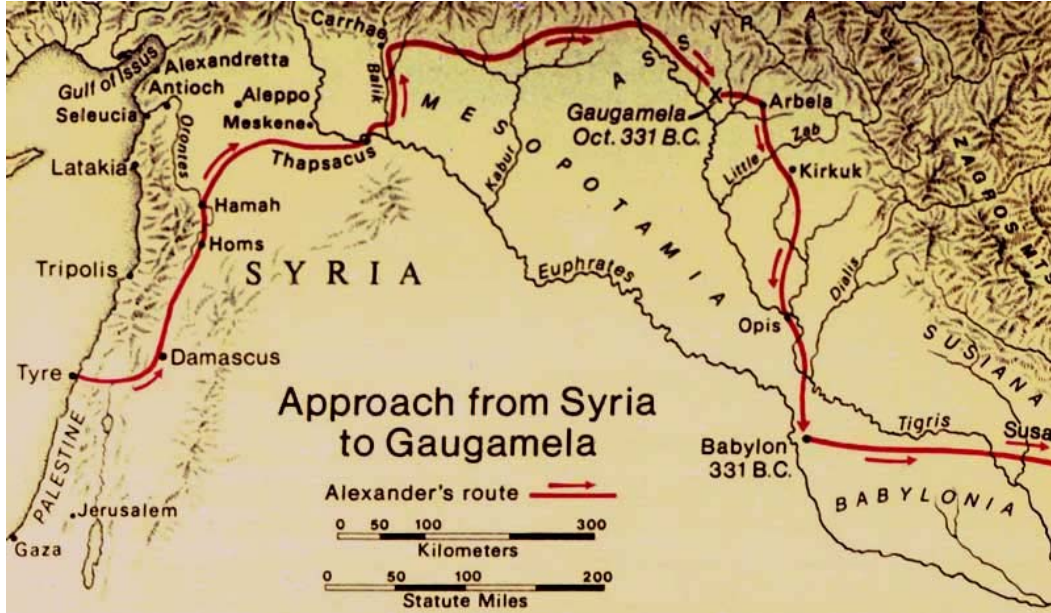 Carrhae
ASSYRIA
Gulf of Issus
Alexandretta
Antioch
Seleucia
Aleppo
Meskene
Balik
Orontes
Thapsacus
MESOPOTAMIA
Gaugamela
Oct. 331 B.C.
Arbela
Little Zab
Kirkuk
Kabur
ZAGROS MTS
Latakia
Hamah
Homs
SYRIA
Tripolis
Euphrates
Dialis
Opis
SUSIANA
Tyre
Damascus
Approach from Syria
to Gaugamela
Tigris
Susa
Babylon
331 B.C.
BABYLONIA
PALESTINE
Jerusalem
Gaza
Alexander's route
0 50 100 300
Kilometers
0 50 100 200
Statute Miles